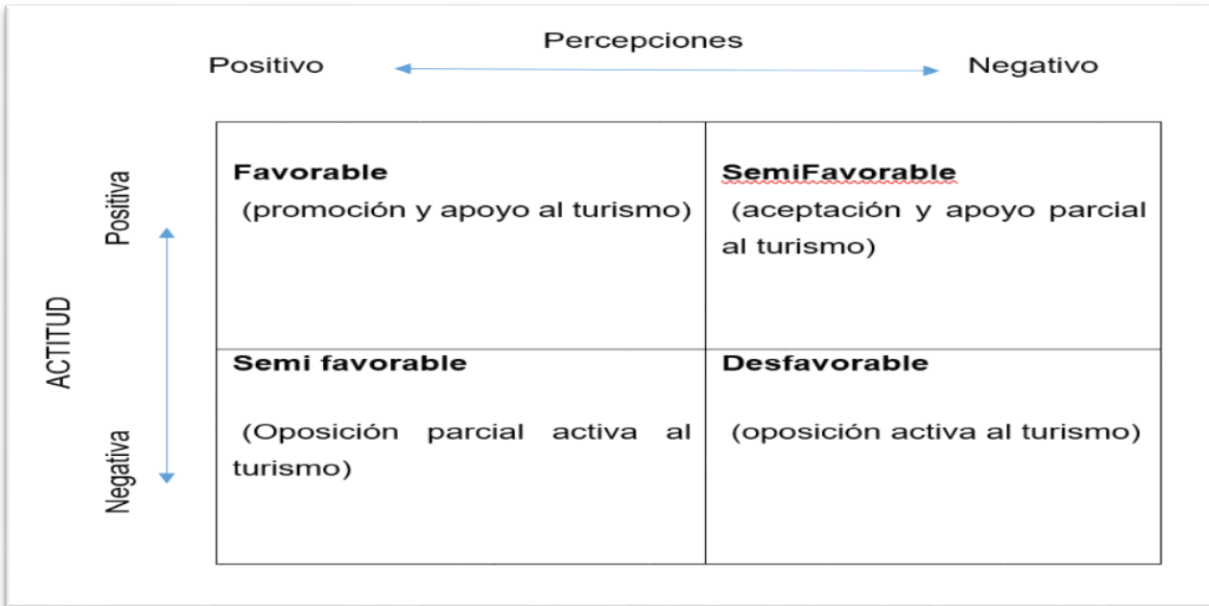 Percepciones
Positivo
Negativo
Positiva
ACTITUD
Negativa
Favorable
(promoción y apoyo al turismo)
SemiFavorable
(aceptación y apoyo parcial
al turismo)
Semi favorable
(Oposición parcial activa al
turismo)
Desfavorable
(oposición activa al turismo)